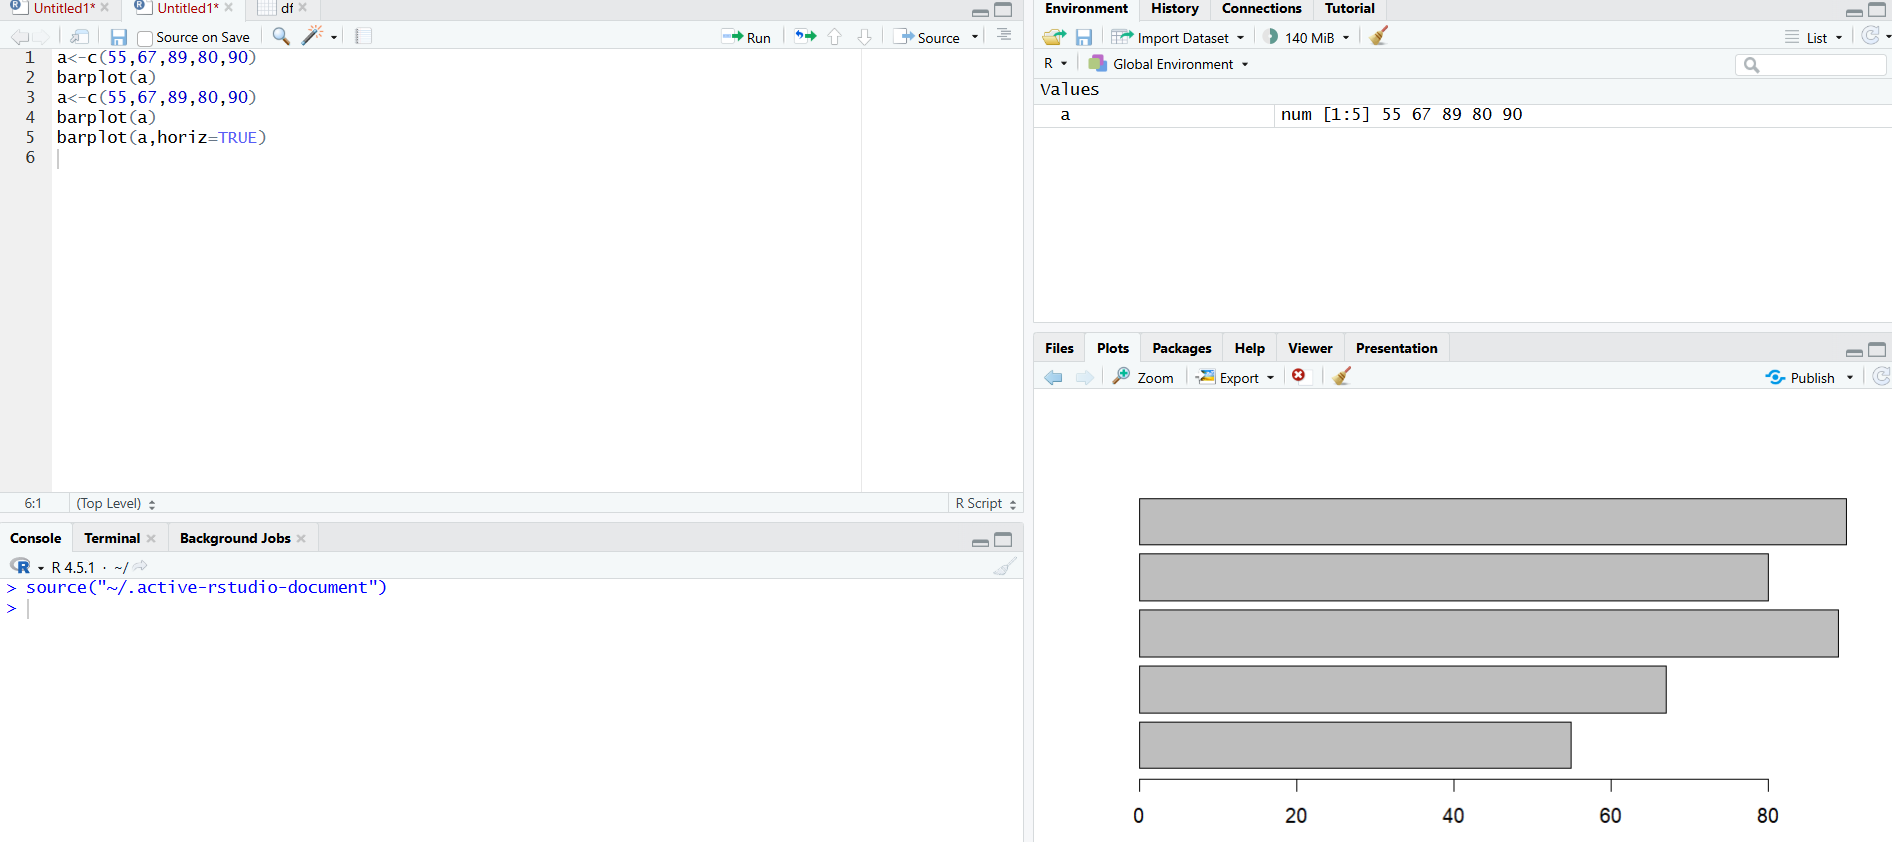 Untitled1* Untitled1* df
Source on Save Run Source
1 a<-c(55,67,89,80,90)
2 barplot(a)
3 a<-c(55,67,89,80,90)
4 barplot(a)
5 barplot(a,horiz=TRUE)
6
6:1 (Top Level) R Script
Console Terminal Background Jobs
R 4.5.1 · ~/
> source("~/.active-rstudio-document")
>
Environment History Connections Tutorial
Import Dataset 140 MiB List
R Global Environment
Values
a num [1:5] 55 67 89 80 90
Files Plots Packages Help Viewer Presentation
Zoom Export Publish
0 20 40 60 80